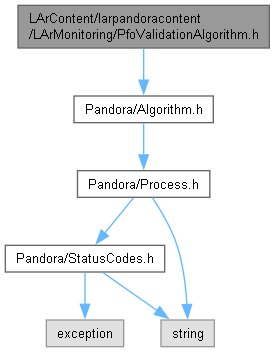 LArContent/larpandoracontent
/LArMonitoring/PfoValidationAlgorithm.h
Pandora/Algorithm.h
Pandora/Process.h
Pandora/StatusCodes.h
exception
string